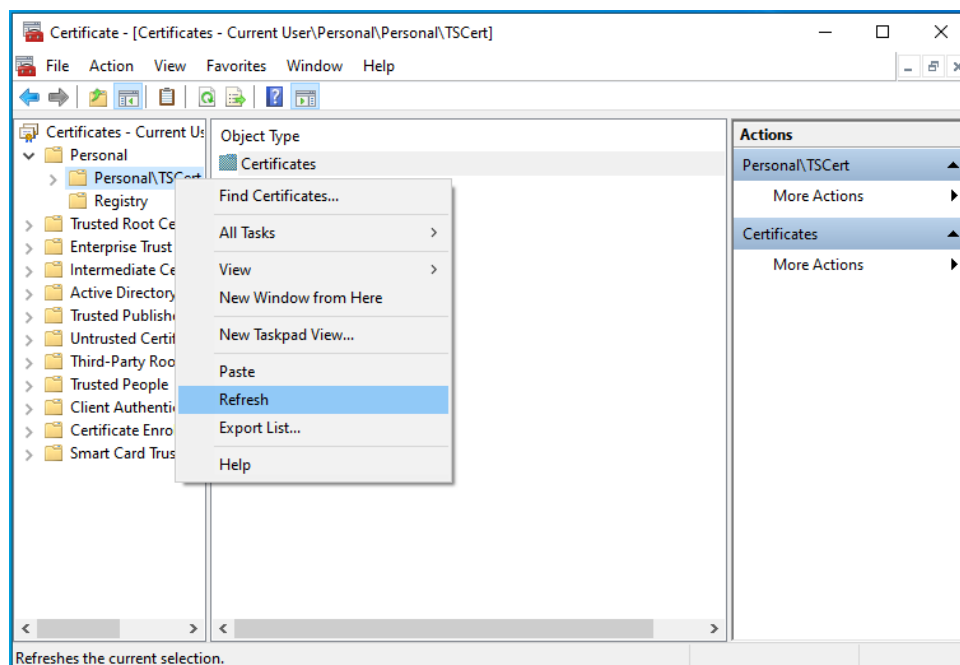 Certificate - [Certificates - Current User\Personal\Personal\TSCert]
File Action View Favorites Window Help
Certificates - Current Us
Personal
Personal\TSCert
Registry
Trusted Root Ce
Enterprise Trust
Intermediate Ce
Active Directory
Trusted Publishe
Untrusted Certif
Third-Party Roo
Trusted People
Client Authentic
Certificate Enro
Smart Card Trus
Object Type
Certificates
Find Certificates...
All Tasks
View
New Window from Here
New Taskpad View...
Paste
Refresh
Export List...
Help
Actions
Personal\TSCert
More Actions
Certificates
More Actions
Refreshes the current selection.